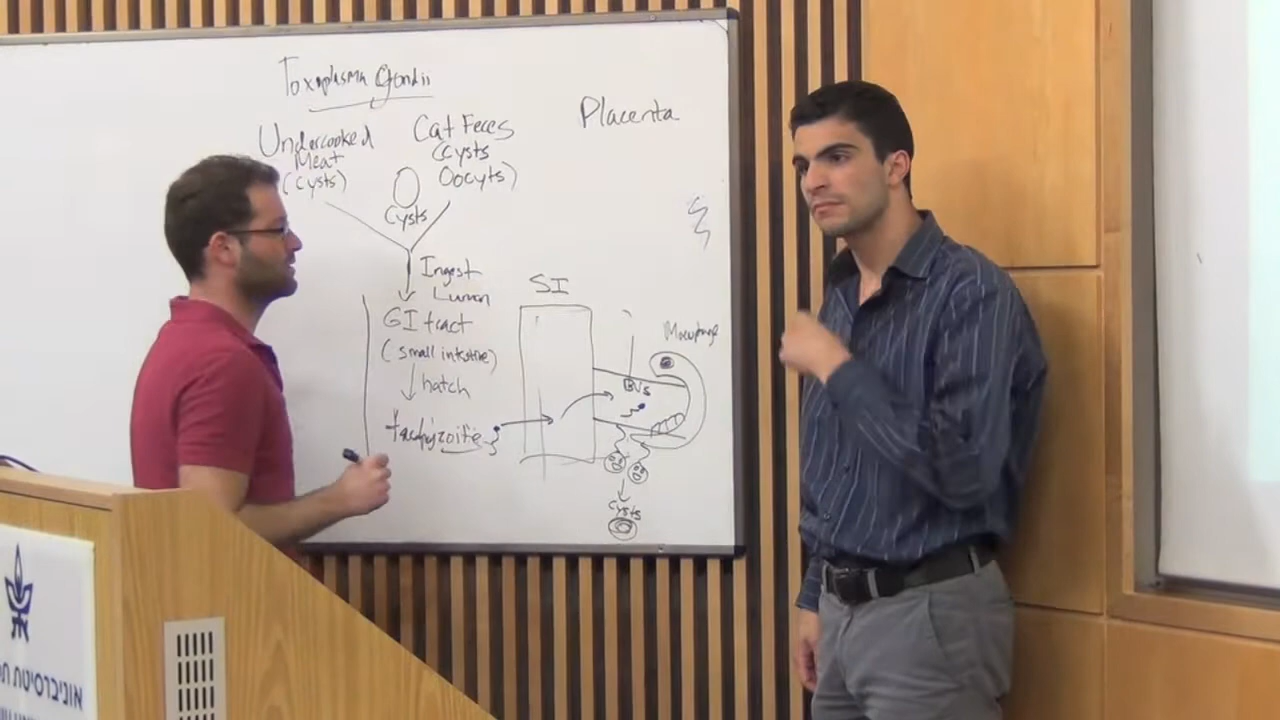 Toxoplasma Gondii
Placenta
Undercooked
Meat
(cysts)
Cat Feces
(Cysts
Oocyts)
Cysts
Ingest
Lumen
GI tract
(small intestine)
hatch
tachyzoite
SI
Macrophage
BVs
cysts
אוניברסיטת